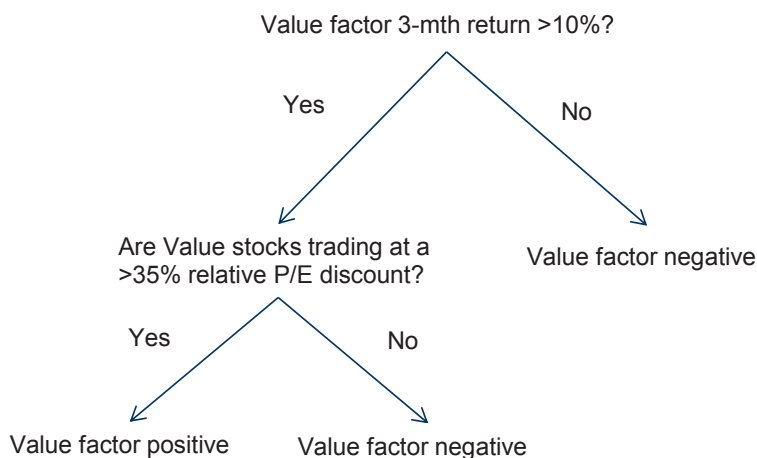 Value factor 3-mth return >10%?
Yes
No
Are Value stocks trading at a
>35% relative P/E discount?
Value factor negative
Yes
No
Value factor positive
Value factor negative